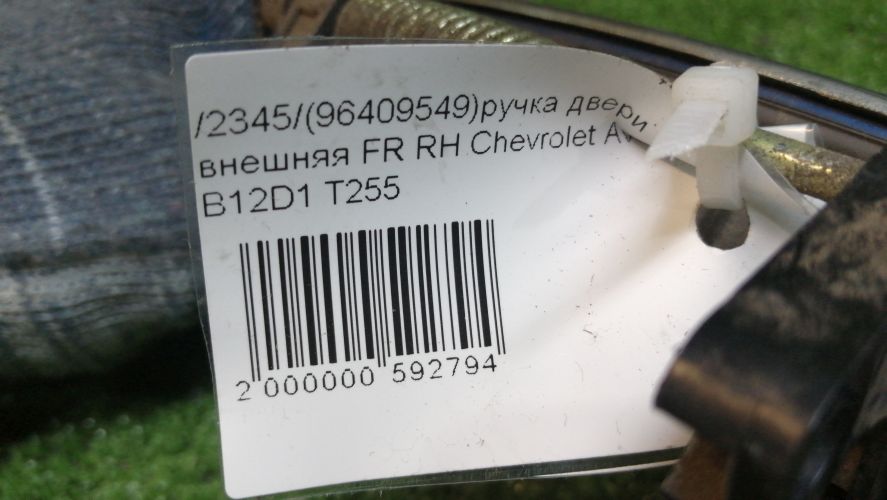 /2345/(96409549)ручка двери
внешняя FR RH Chevrolet
B12D1 T255
2 000000 592794